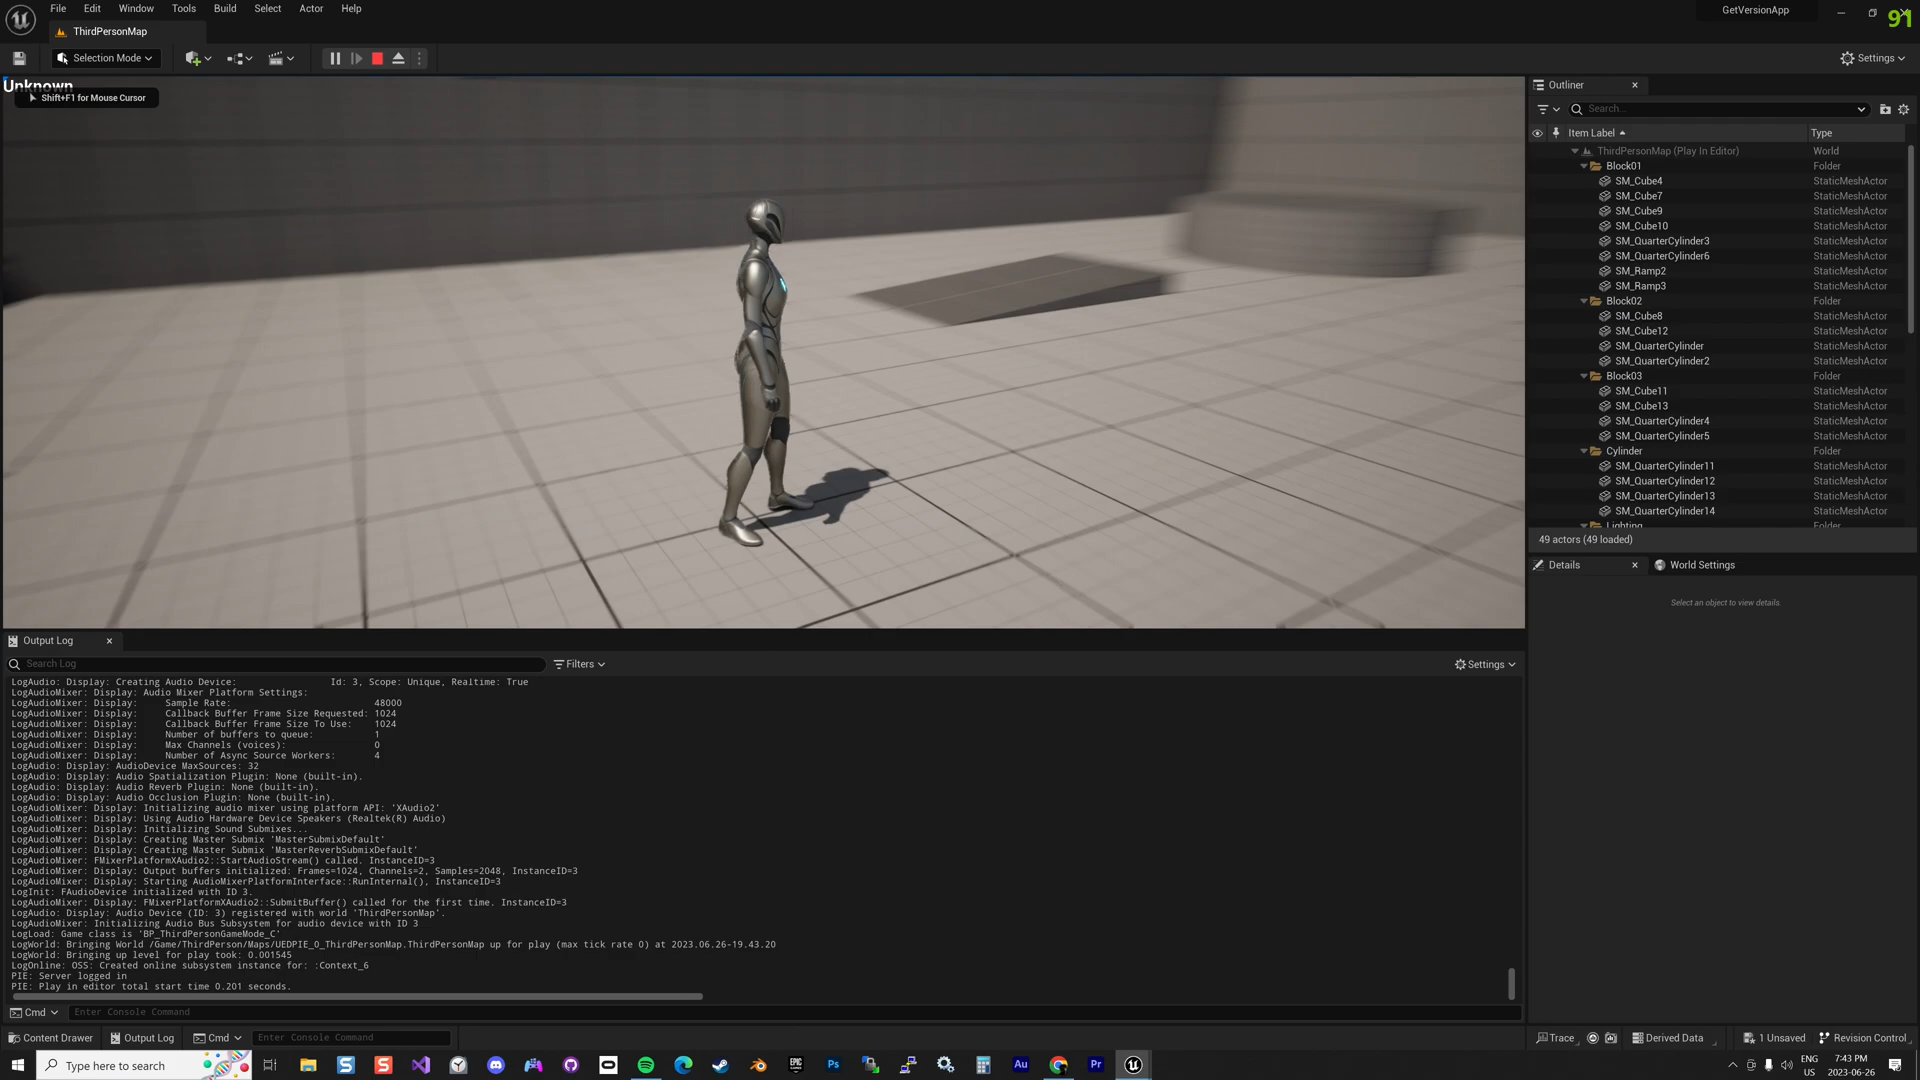 File Edit Window Tools Build Select Actor Help
GetVersionApp
91
ThirdPersonMap
Selection Mode
Settings
Unknown
Shift+F1 for Mouse Cursor
Outliner
Search...
Item Label Type
ThirdPersonMap (Play In Editor) World
Block01 Folder
SM_Cube4 StaticMeshActor
SM_Cube7 StaticMeshActor
SM_Cube9 StaticMeshActor
SM_Cube10 StaticMeshActor
SM_QuarterCylinder3 StaticMeshActor
SM_QuarterCylinder6 StaticMeshActor
SM_Ramp2 StaticMeshActor
SM_Ramp3 StaticMeshActor
Block02 Folder
SM_Cube8 StaticMeshActor
SM_Cube12 StaticMeshActor
SM_QuarterCylinder StaticMeshActor
SM_QuarterCylinder2 StaticMeshActor
Block03 Folder
SM_Cube11 StaticMeshActor
SM_Cube13 StaticMeshActor
SM_QuarterCylinder4 StaticMeshActor
SM_QuarterCylinder5 StaticMeshActor
Cylinder Folder
SM_QuarterCylinder11 StaticMeshActor
SM_QuarterCylinder12 StaticMeshActor
SM_QuarterCylinder13 StaticMeshActor
SM_QuarterCylinder14 StaticMeshActor
Lighting Folder
49 actors (49 loaded)
Details World Settings
Select an object to view details.
Output Log
Search Log Filters Settings
LogAudio: Display: Creating Audio Device: Id: 3, Scope: Unique, Realtime: True
LogAudioMixer: Display: Audio Mixer Platform Settings:
LogAudioMixer: Display: Sample Rate: 48000
LogAudioMixer: Display: Callback Buffer Frame Size Requested: 1024
LogAudioMixer: Display: Callback Buffer Frame Size To Use: 1024
LogAudioMixer: Display: Number of buffers to queue: 1
LogAudioMixer: Display: Max Channels (voices): 0
LogAudioMixer: Display: Number of Async Source Workers: 4
LogAudio: Display: AudioDevice MaxSources: 32
LogAudio: Display: Audio Spatialization Plugin: None (built-in).
LogAudio: Display: Audio Reverb Plugin: None (built-in).
LogAudio: Display: Audio Occlusion Plugin: None (built-in).
LogAudioMixer: Display: Initializing audio mixer using platform API: 'XAudio2'
LogAudioMixer: Display: Using Audio Hardware Device Speakers (Realtek(R) Audio)
LogAudioMixer: Display: Initializing Sound Submixes...
LogAudioMixer: Display: Creating Master Submix 'MasterSubmixDefault'
LogAudioMixer: Display: Creating Master Submix 'MasterReverbSubmixDefault'
LogAudioMixer: FMixerPlatformXAudio2::StartAudioStream() called. InstanceID=3
LogAudioMixer: Display: Output buffers initialized: Frames=1024, Channels=2, Samples=2048, InstanceID=3
LogAudioMixer: Display: Starting AudioMixerPlatformInterface::RunInternal(), InstanceID=3
LogInit: FAudioDevice initialized with ID 3.
LogAudioMixer: Display: FMixerPlatformXAudio2::SubmitBuffer() called for the first time. InstanceID=3
LogAudio: Display: Audio Device (ID: 3) registered with world 'ThirdPersonMap'.
LogAudioMixer: Initializing Audio Bus Subsystem for audio device with ID 3
LogLoad: Game class is 'BP_ThirdPersonGameMode_C'
LogWorld: Bringing World /Game/ThirdPerson/Maps/UEDPIE_0_ThirdPersonMap.ThirdPersonMap up for play (max tick rate 0) at 2023.06.26-19.43.20
LogWorld: Bringing up level for play took: 0.001545
LogOnline: OSS: Created online subsystem instance for: :Context_6
PIE: Server logged in
PIE: Play in editor total start time 0.201 seconds.
Cmd Enter Console Command
Content Drawer Output Log Cmd Enter Console Command
Trace Derived Data 1 Unsaved Revision Control
Type here to search
EPIC GAMES
Ps
Au
Pr
ENG
US
7:43 PM
2023-06-26